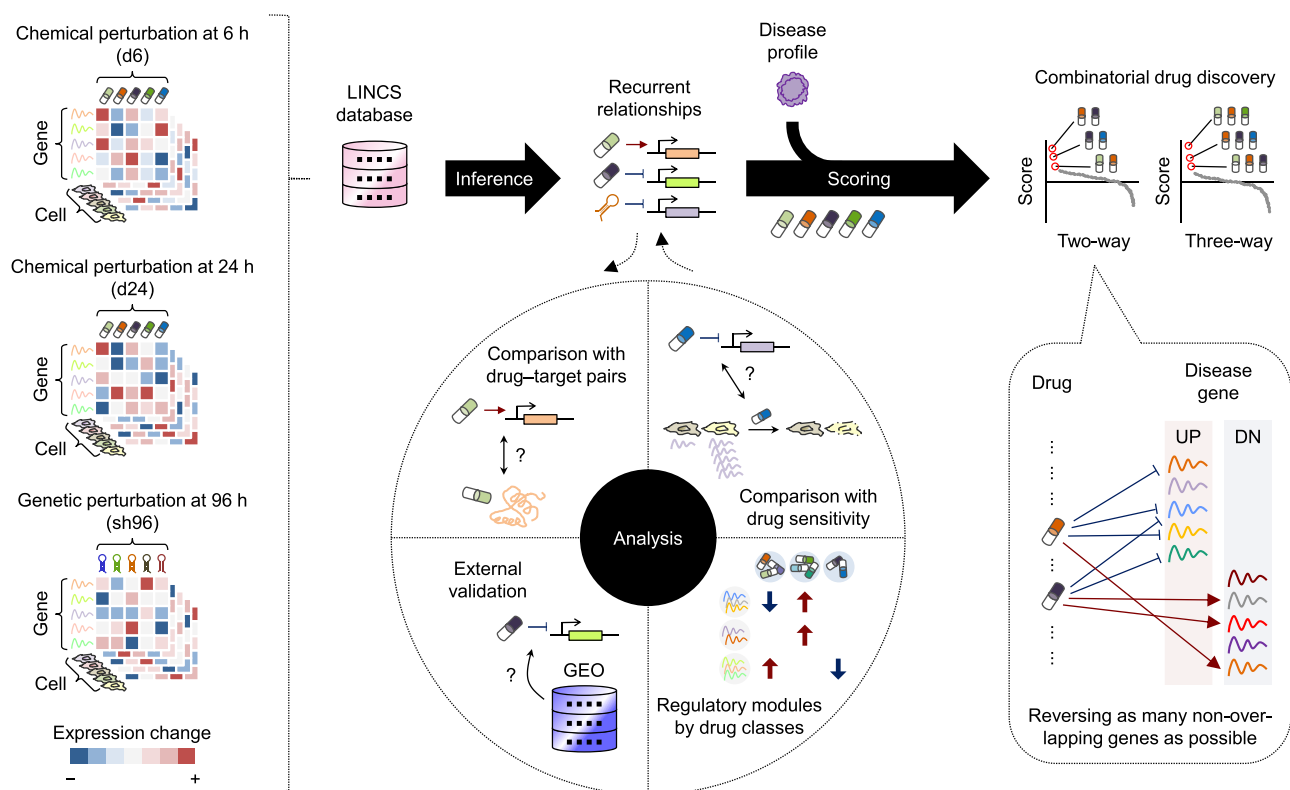 Chemical perturbation at 6 h
(d6)
Gene
Cell
Chemical perturbation at 24 h
(d24)
Gene
Cell
Genetic perturbation at 96 h
(sh96)
Gene
Cell
Expression change
–
+
LINCS
database
Inference
Recurrent
relationships
Disease
profile
Scoring
Combinatorial drug discovery
Score
Two-way
Score
Three-way
Comparison with
drug–target pairs
?
?
Comparison with
drug sensitivity
Analysis
External
validation
?
GEO
Regulatory modules
by drug classes
Drug
Disease
gene
UP
DN
Reversing as many non-over-
lapping genes as possible